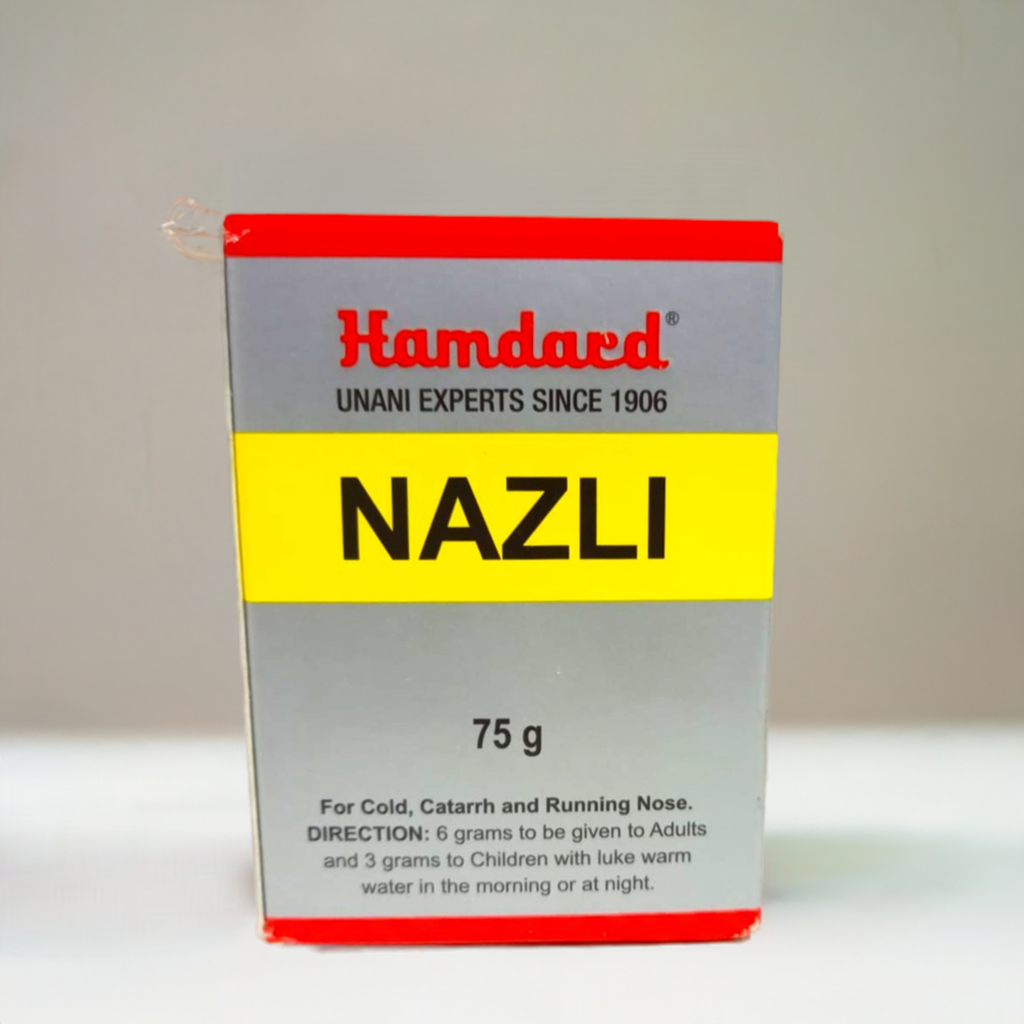 Hamdard®
UNANI EXPERTS SINCE 1906
NAZLI
75 g
For Cold, Catarrh and Running Nose.
DIRECTION: 6 grams to be given to Adults
and 3 grams to Children with luke warm
water in the morning or at night.